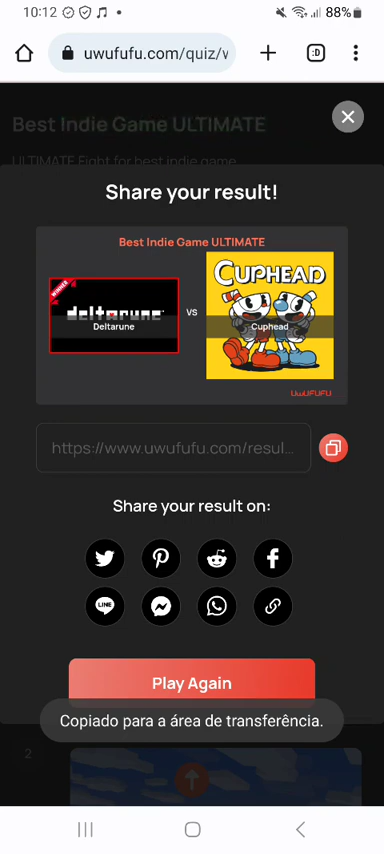 10:12
88%
uwufufu.com/quiz/v
:D
Best Indie Game ULTIMATE
ULTIMATE Fight for best indie game
Share your result!
Best Indie Game ULTIMATE
WINNER
deltarune
Deltarune
VS
CUPHEAD
Cuphead
UwUFUFU
https://www.uwufufu.com/resul...
Share your result on:
LINE
Play Again
Copiado para a área de transferência.
2